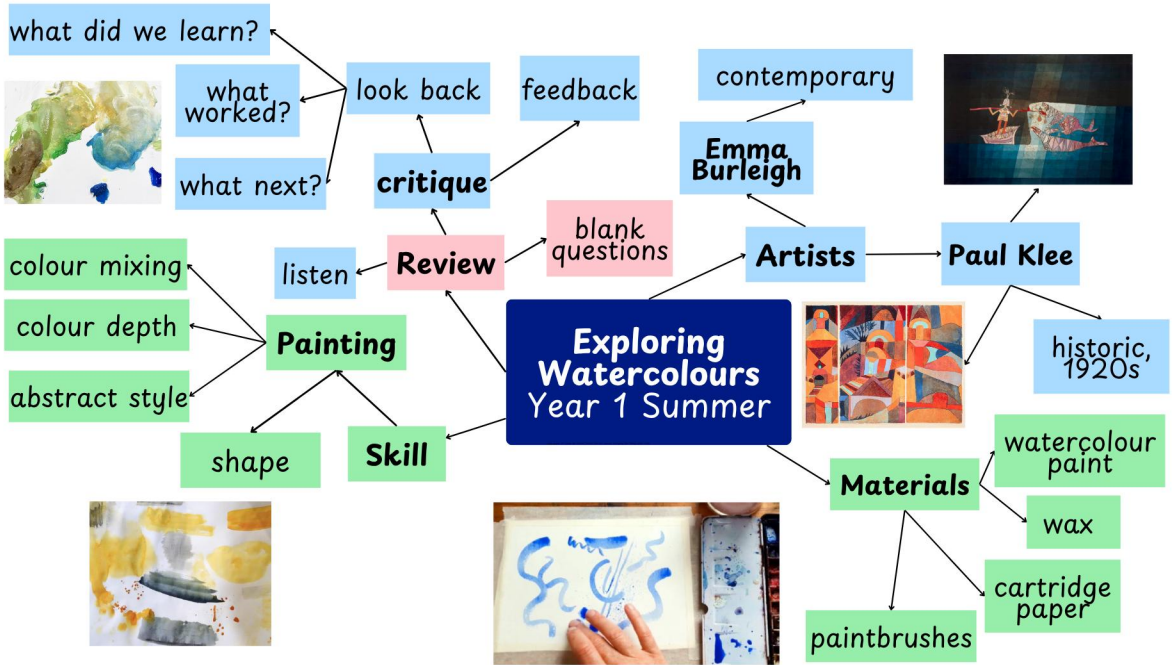 what did we learn?
what
worked?
what next?
look back
feedback
critique
listen
Review
blank
questions
contemporary
Emma
Burleigh
Artists
Paul Klee
historic,
1920s
colour mixing
colour depth
abstract style
Painting
shape
Skill
Exploring
Watercolours
Year 1 Summer
Materials
watercolour
paint
wax
cartridge
paper
paintbrushes